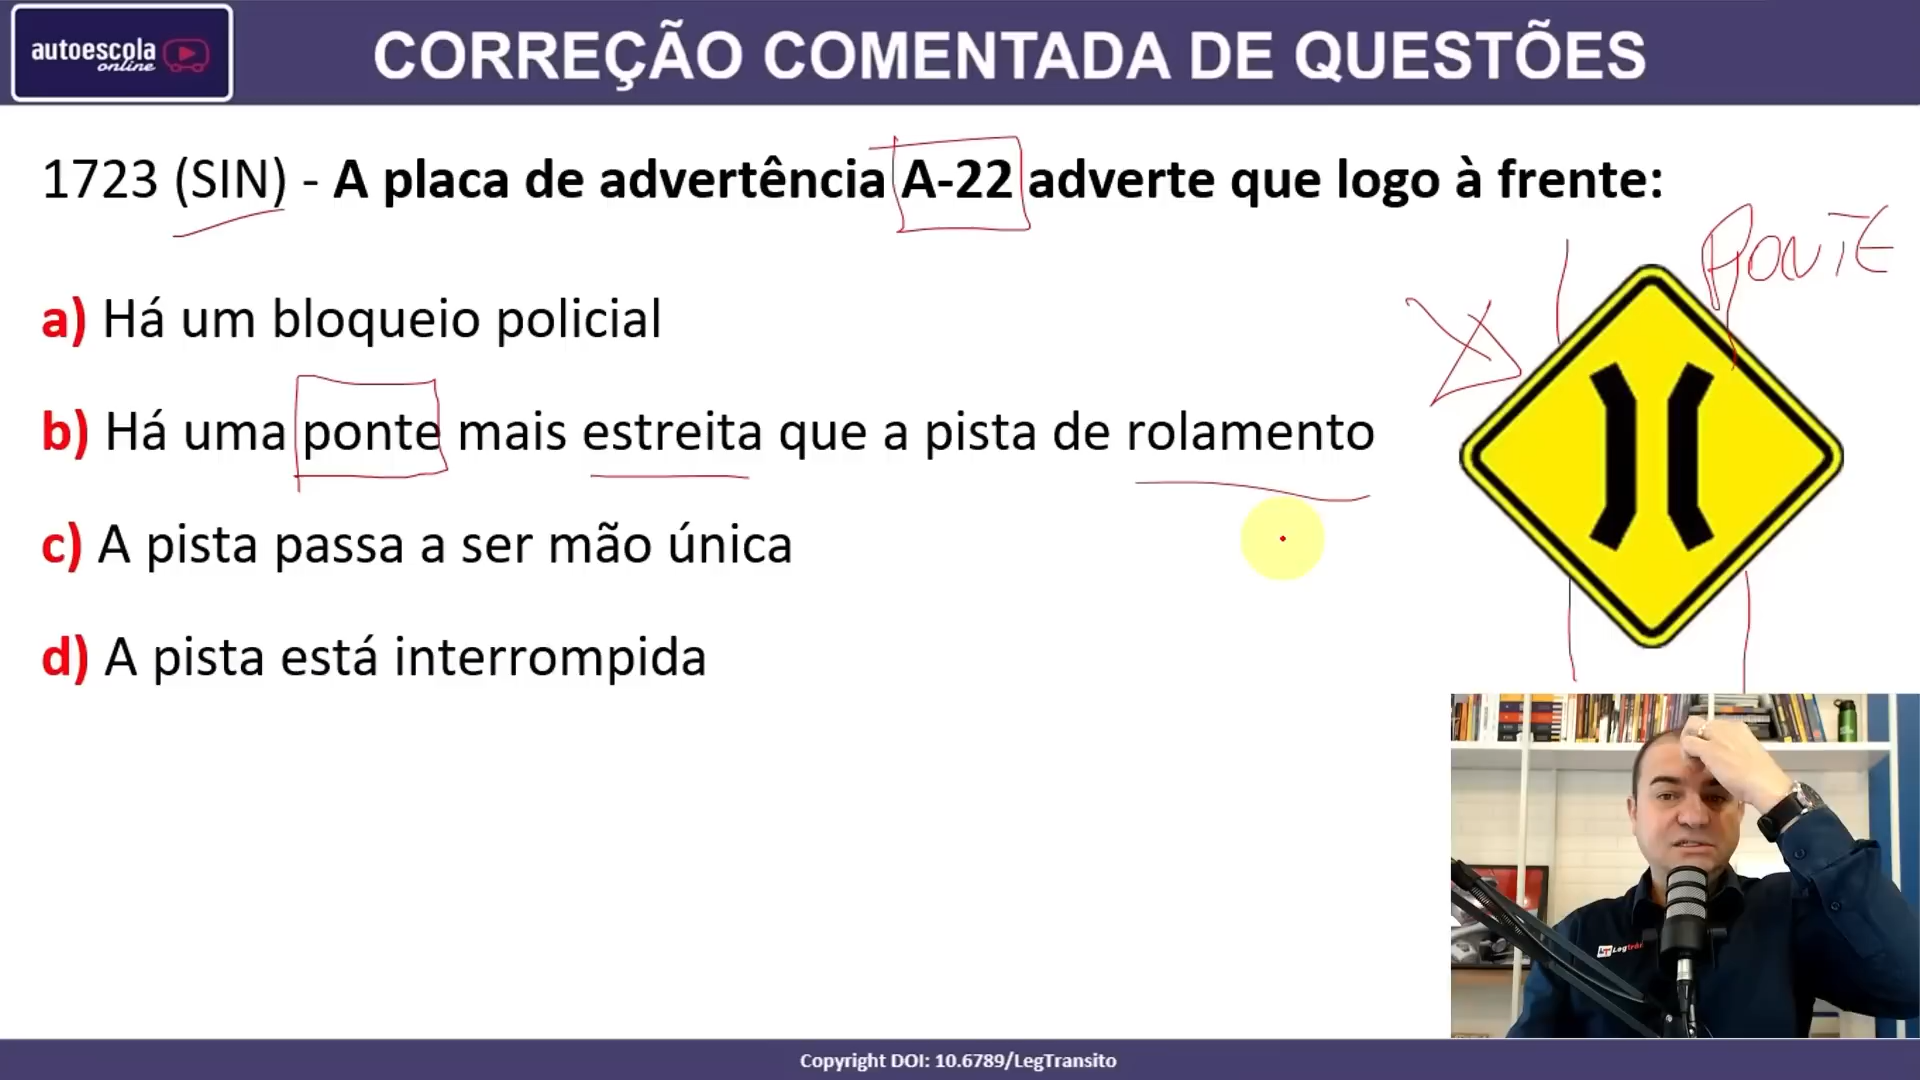 autoescola
online
CORREÇÃO COMENTADA DE QUESTÕES
1723 (SIN) - A placa de advertência A-22 adverte que logo à frente:
PONTE
a) Há um bloqueio policial
b) Há uma ponte mais estreita que a pista de rolamento
c) A pista passa a ser mão única
d) A pista está interrompida
Copyright DOI: 10.6789/LegTransito